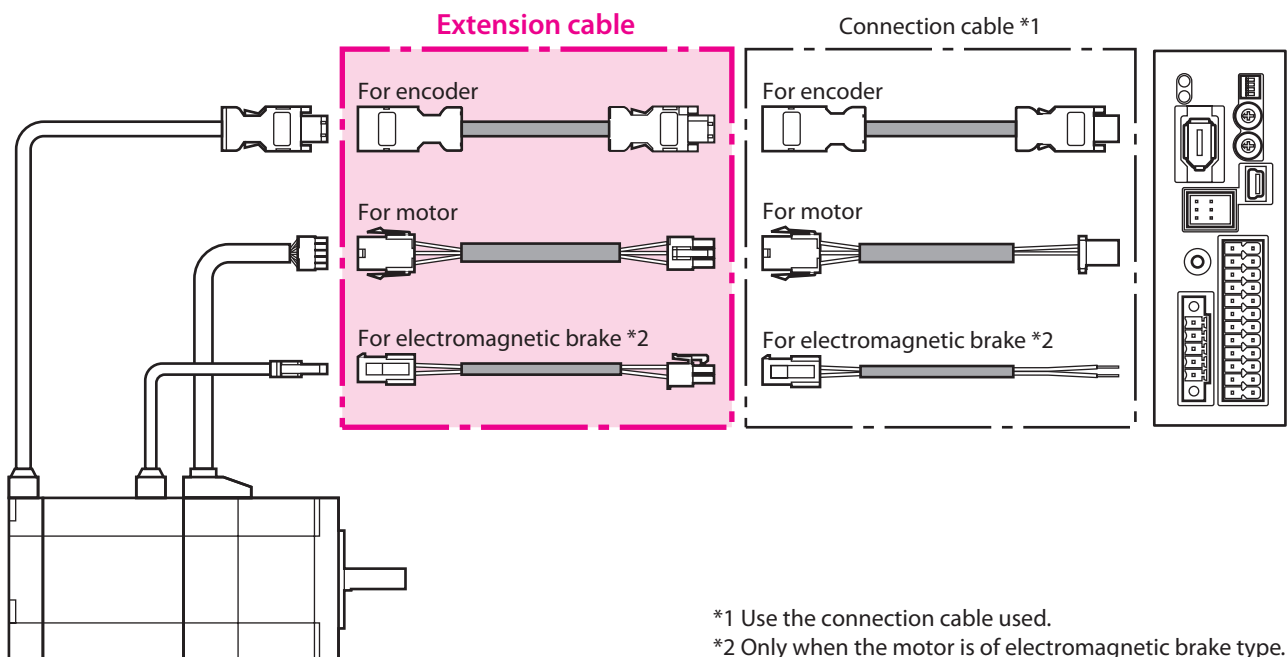 Extension cable
Connection cable *1
For encoder
For encoder
For motor
For motor
For electromagnetic brake *2
For electromagnetic brake *2
*1 Use the connection cable used.
*2 Only when the motor is of electromagnetic brake type.